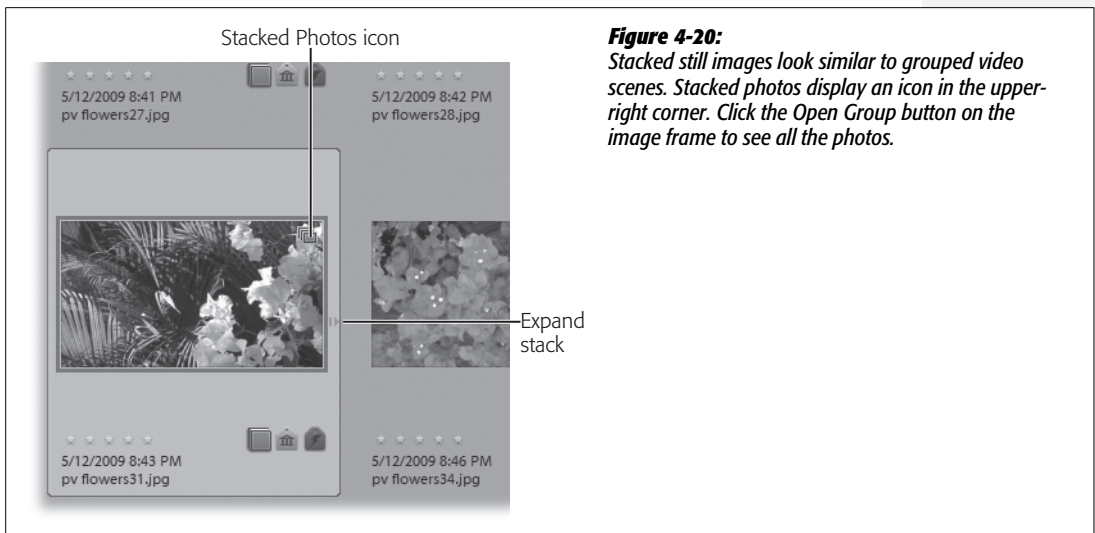 Stacked Photos icon
5/12/2009 8:41 PM
pv flowers27.jpg
5/12/2009 8:42 PM
pv flowers28.jpg
Expand
stack
5/12/2009 8:43 PM
pv flowers31.jpg
5/12/2009 8:46 PM
pv flowers34.jpg
Figure 4-20:
Stacked still images look similar to grouped video
scenes. Stacked photos display an icon in the upper-
right corner. Click the Open Group button on the
image frame to see all the photos.